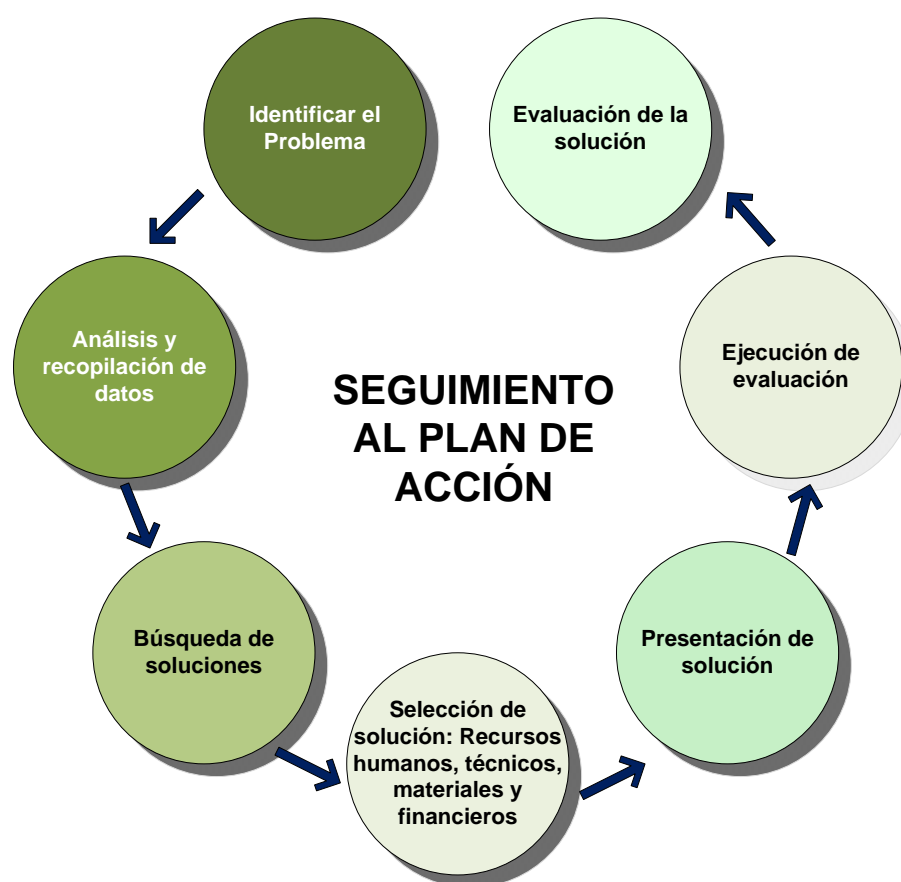 Identificar el
Problema
Análisis y
recopilación de
datos
Búsqueda de
soluciones
Selección de
solución: Recursos
humanos, técnicos,
materiales y
financieros
Presentación de
solución
Ejecución de
evaluación
Evaluación de la
solución
SEGUIMIENTO
AL PLAN DE
ACCIÓN